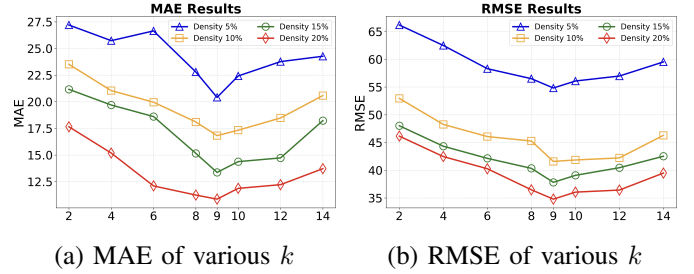 MAE Results
27.5
25.0
22.5
20.0
17.5
15.0
12.5
MAE
Density 5%
Density 10%
Density 15%
Density 20%
2 4 6 8 9 10 12 14
(a) MAE of various k
RMSE Results
65
60
55
50
45
40
35
RMSE
Density 5%
Density 10%
Density 15%
Density 20%
2 4 6 8 9 10 12 14
(b) RMSE of various k